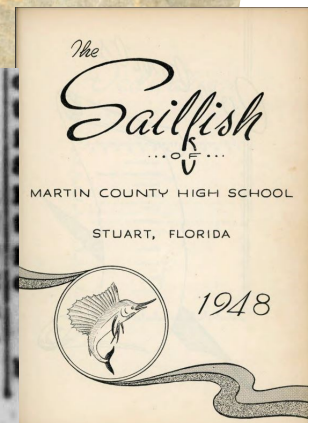 The
Sailfish
...OF...
MARTIN COUNTY HIGH SCHOOL
STUART, FLORIDA
1948